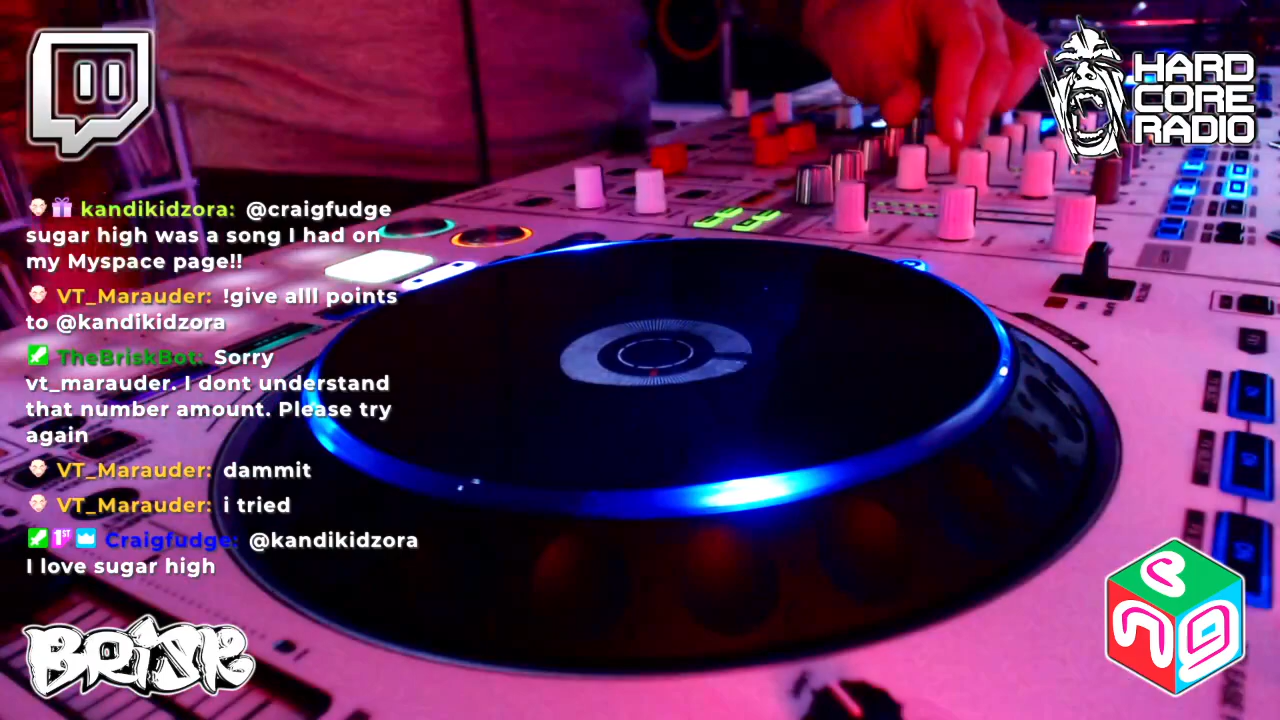 HARD
CORE
RADIO
kandikidzora: @craigfudge
sugar high was a song I had on
my Myspace page!!
VT_Marauder: !give alll points
to @kandikidzora
TheBriskBot: Sorry
vt_marauder. I dont understand
that number amount. Please try
again
VT_Marauder: dammit
VT_Marauder: i tried
1ST Craigfudge: @kandikidzora
I love sugar high
BRISK